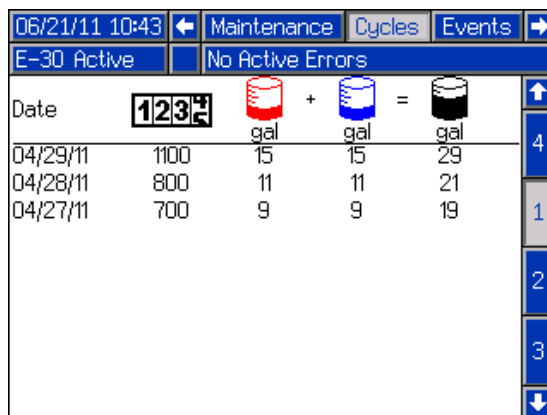 06/21/11 10:43 Maintenance Cycles Events
E-30 Active No Active Errors
Date 1234 + =
gal gal gal
04/29/11 1100 15 15 29
04/28/11 800 11 11 21
04/27/11 700 9 9 19
4
1
2
3